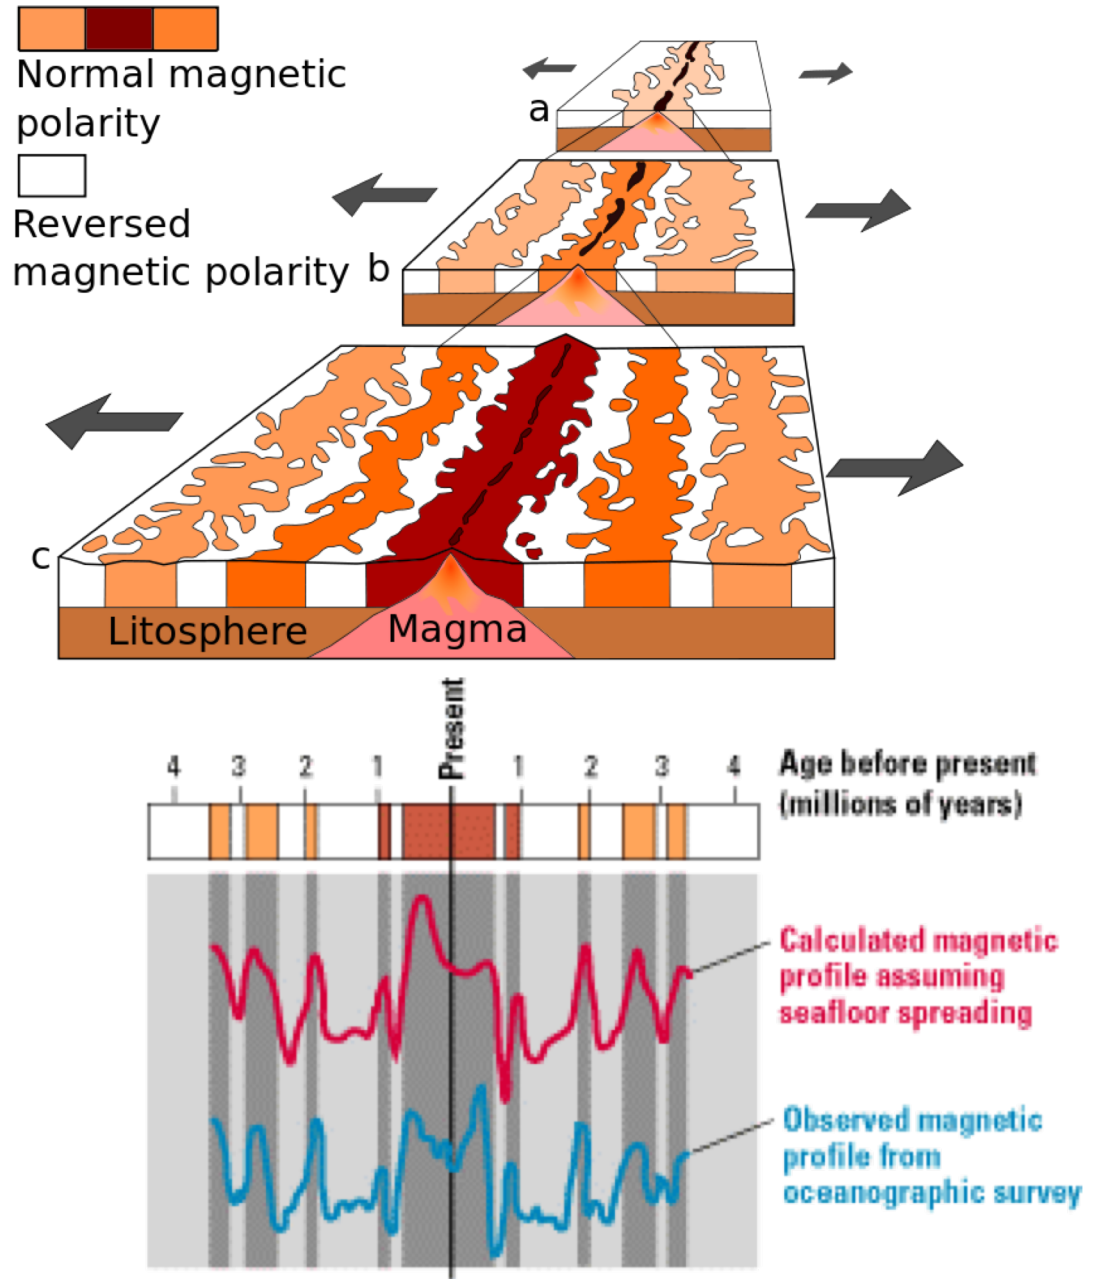 Normal magnetic
polarity
Reversed
magnetic polarity
a
b
c
Litosphere
Magma
Present
4 3 2 1 1 2 3 4
Age before present
(millions of years)
Calculated magnetic
profile assuming
seafloor spreading
Observed magnetic
profile from
oceanographic survey